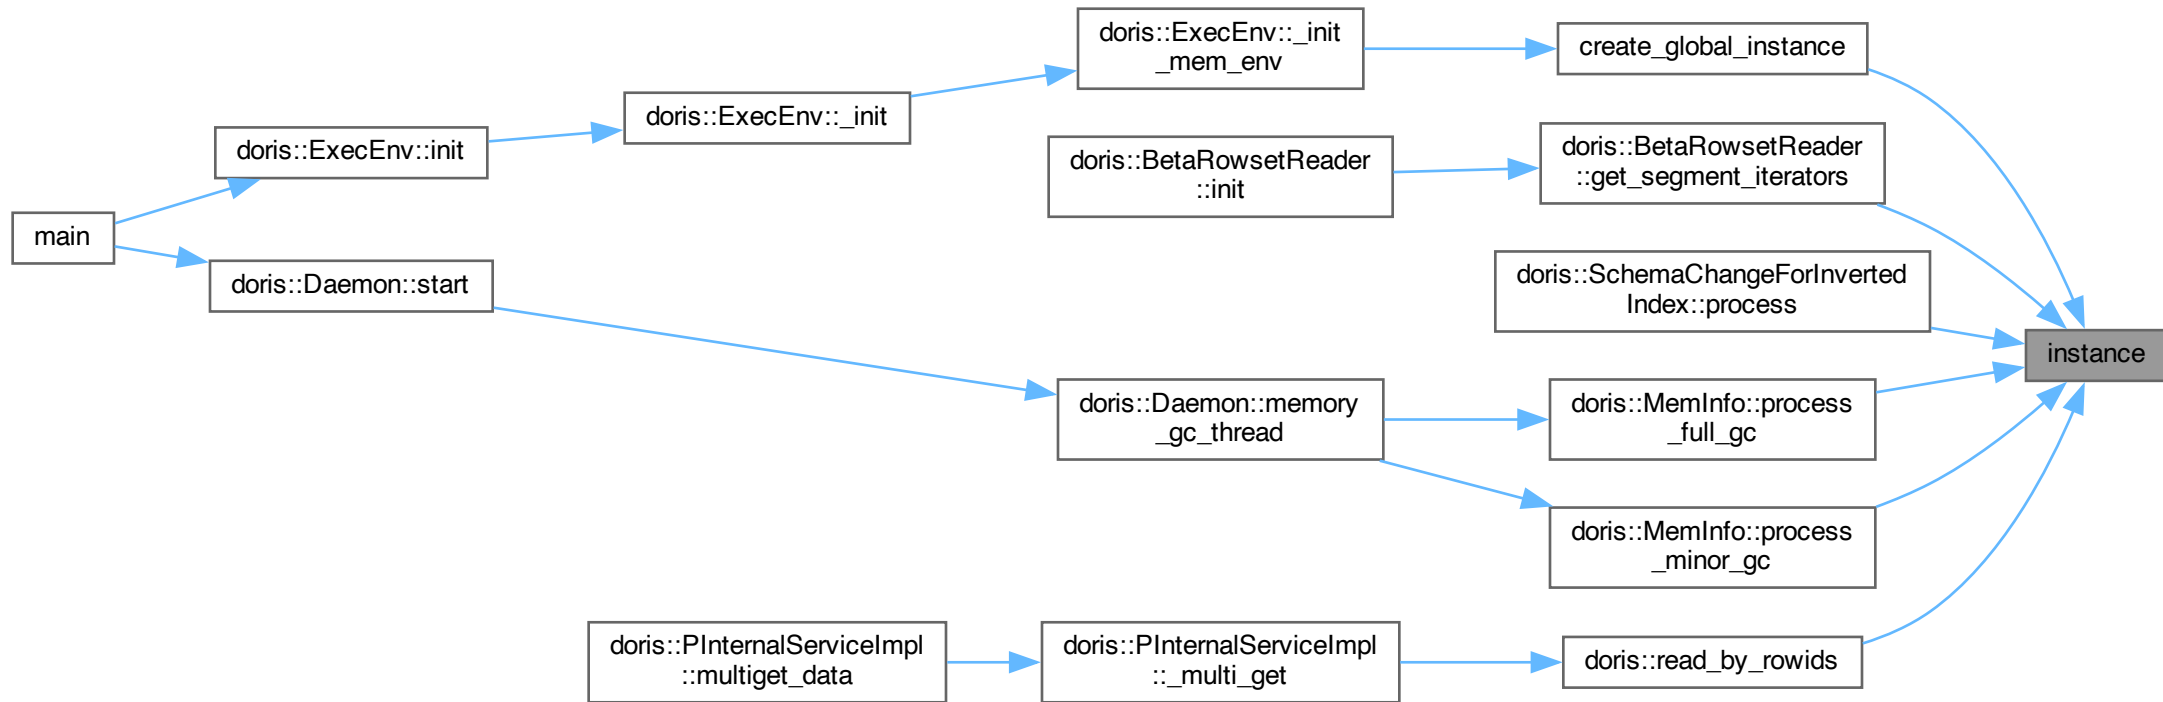 doris::ExecEnv::_init
_mem_env
create_global_instance
doris::ExecEnv::_init
doris::ExecEnv::init
doris::BetaRowsetReader
::init
doris::BetaRowsetReader
::get_segment_iterators
main
doris::Daemon::start
doris::SchemaChangeForInverted
Index::process
instance
doris::Daemon::memory
_gc_thread
doris::MemInfo::process
_full_gc
doris::MemInfo::process
_minor_gc
doris::PInternalServiceImpl
::multiget_data
doris::PInternalServiceImpl
::_multi_get
doris::read_by_rowids